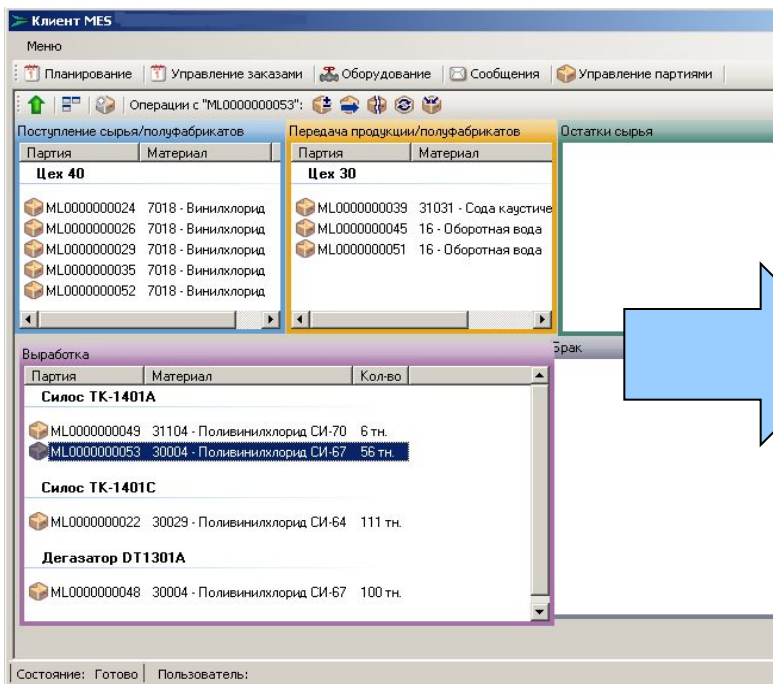 Клиент MES
Меню
Планирование Управление заказами Оборудование Сообщения Управление партиями
Операции с "ML0000000053":
Поступление сырья/полуфабрикатов
Партия Материал
Цех 40
ML0000000024 7018 - Винилхлорид
ML0000000026 7018 - Винилхлорид
ML0000000029 7018 - Винилхлорид
ML0000000035 7018 - Винилхлорид
ML0000000052 7018 - Винилхлорид
Передача продукции/полуфабрикатов
Партия Материал
Цех 30
ML0000000039 31031 - Сода каустиче
ML0000000045 16 - Оборотная вода
ML0000000051 16 - Оборотная вода
Остатки сырья
Выработка
Партия Материал Кол-во
Силос ТК-1401А
ML0000000049 31104 - Поливинилхлорид СИ-70 6 тн.
ML0000000053 30004 - Поливинилхлорид СИ-67 56 тн.
Силос ТК-1401С
ML0000000022 30029 - Поливинилхлорид СИ-64 111 тн.
Дегазатор DT1301A
ML0000000048 30004 - Поливинилхлорид СИ-67 100 тн.
Брак
Состояние: Готово Пользователь: